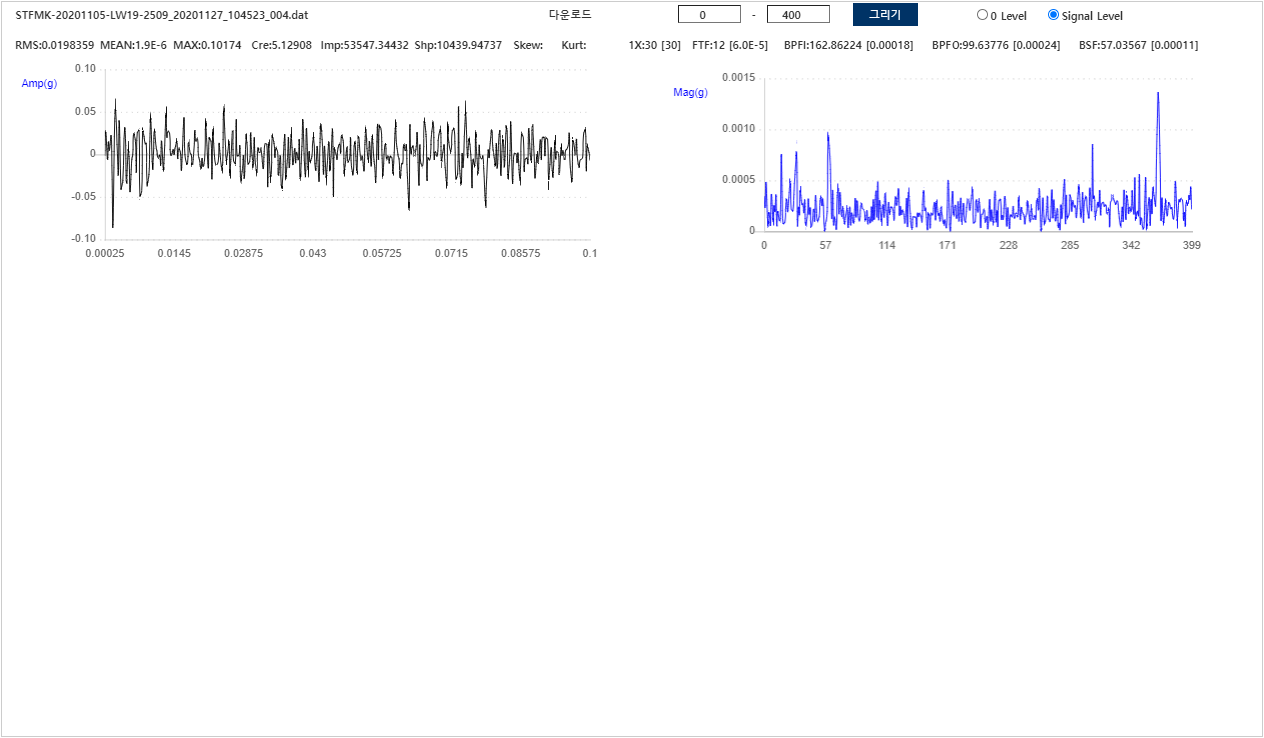 STFMK-20201105-LW19-2509_20201127_104523_004.dat 다운로드 0 - 400 그리기 0 Level Signal Level
RMS:0.0198359 MEAN:1.9E-6 MAX:0.10174 Cre:5.12908 Imp:53547.34432 Shp:10439.94737 Skew: Kurt: 1X:30 [30] FTF:12 [6.0E-5] BPFI:162.86224 [0.00018] BPFO:99.63776 [0.00024] BSF:57.03567 [0.00011]
Amp(g)
0.10
0.05
0
-0.05
-0.10
0.00025 0.0145 0.02875 0.043 0.05725 0.0715 0.08575 0.1
Mag(g)
0.0015
0.0010
0.0005
0
0 57 114 171 228 285 342 399